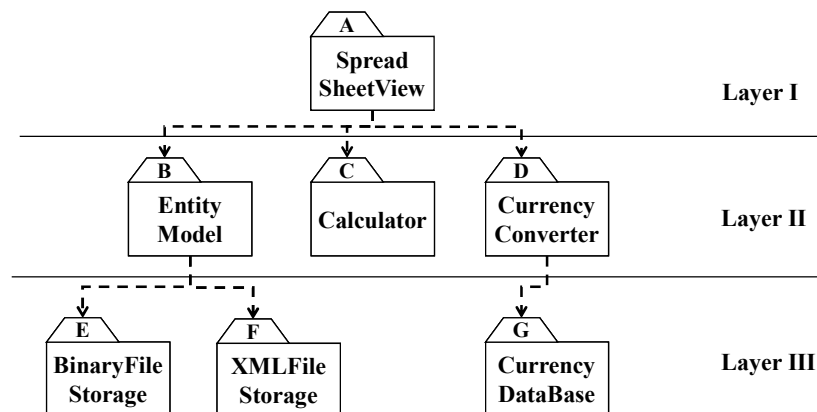 A
Spread
SheetView
Layer I
B
C
D
Entity
Model
Calculator
Currency
Converter
Layer II
E
F
G
BinaryFile
Storage
XMLFile
Storage
Currency
DataBase
Layer III